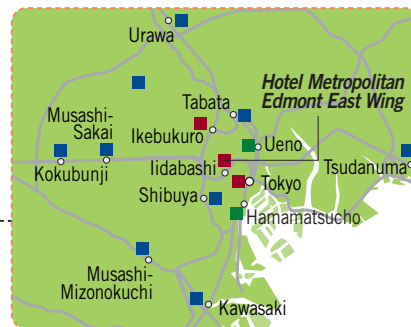 Urawa
Hotel Metropolitan
Edmont East Wing
Tabata
Musashi-
Sakai
Ikebukuro
Ueno
Iidabashi
Tsudanuma
Kokubunji
Tokyo
Shibuya
Hamamatsucho
Musashi-
Mizonokuchi
Kawasaki